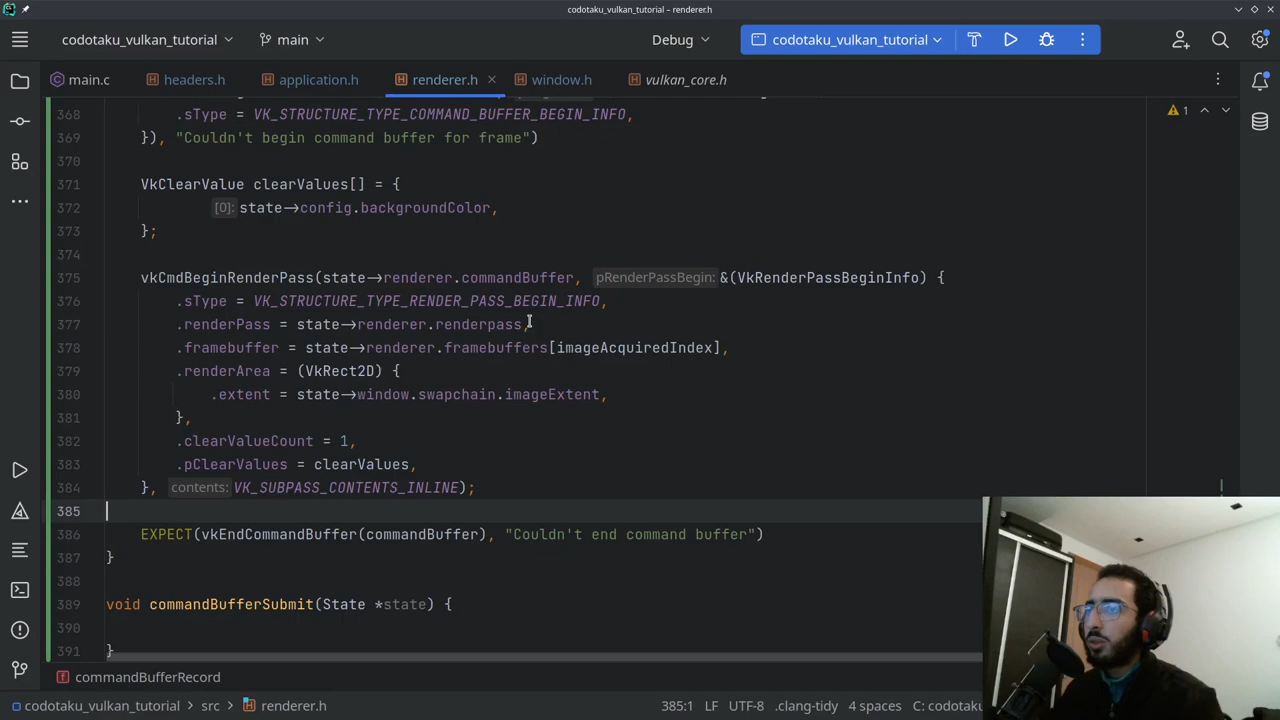 codotaku_vulkan_tutorial – renderer.h
codotaku_vulkan_tutorial
main
Debug
codotaku_vulkan_tutorial
main.c
headers.h
application.h
renderer.h
window.h
vulkan_core.h
368 .sType = VK_STRUCTURE_TYPE_COMMAND_BUFFER_BEGIN_INFO,
1
369 }), "Couldn't begin command buffer for frame")
370
371 VkClearValue clearValues[] = {
372 [0]: state->config.backgroundColor,
373 };
374
375 vkCmdBeginRenderPass(state->renderer.commandBuffer, pRenderPassBegin: &(VkRenderPassBeginInfo) {
376 .sType = VK_STRUCTURE_TYPE_RENDER_PASS_BEGIN_INFO,
377 .renderPass = state->renderer.renderpass,
378 .framebuffer = state->renderer.framebuffers[imageAcquiredIndex],
379 .renderArea = (VkRect2D) {
380 .extent = state->window.swapchain.imageExtent,
381 },
382 .clearValueCount = 1,
383 .pClearValues = clearValues,
384 }, contents: VK_SUBPASS_CONTENTS_INLINE);
385
386 EXPECT(vkEndCommandBuffer(commandBuffer), "Couldn't end command buffer")
387 }
388
389 void commandBufferSubmit(State *state) {
390
391 }
f commandBufferRecord
codotaku_vulkan_tutorial > src > renderer.h
385:1 LF UTF-8 .clang-tidy 4 spaces C: codotaku_